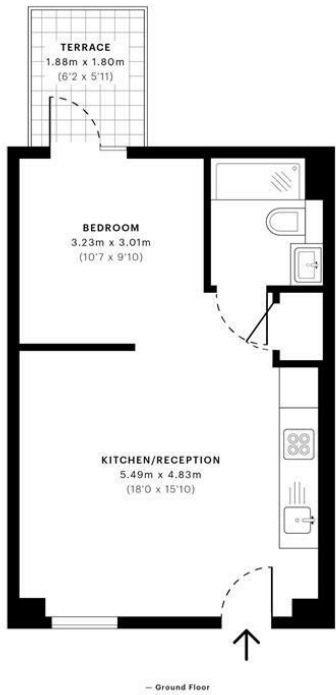 TERRACE
1.88m x 1.80m
(6'2 x 5'11)
BEDROOM
3.23m x 3.01m
(10'7 x 9'10)
KITCHEN/RECEPTION
5.49m x 4.83m
(18'0 x 15'10)
— Ground Floor